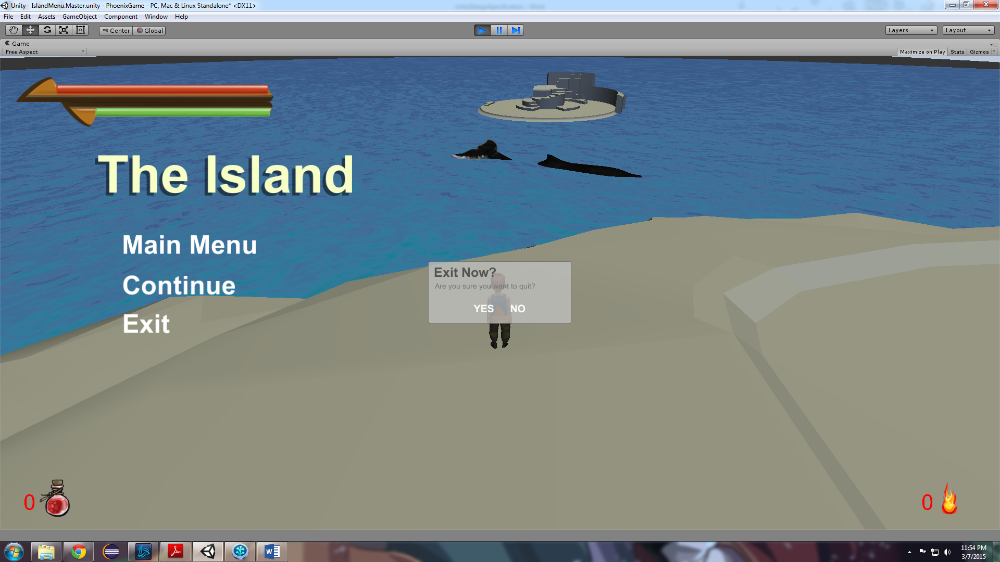 Unity - IslandMenu.Master.unity - PhoenixGame - PC, Mac & Linux Standalone* <DX11>
File Edit Assets GameObject Component Window Help
Center Global Layers Layout
Game
Free Aspect Maximize on Play Stats Gizmos
The Island
Main Menu
Continue
Exit
Exit Now?
Are you sure you want to quit?
YES NO
0 0
11:54 PM
3/7/2015